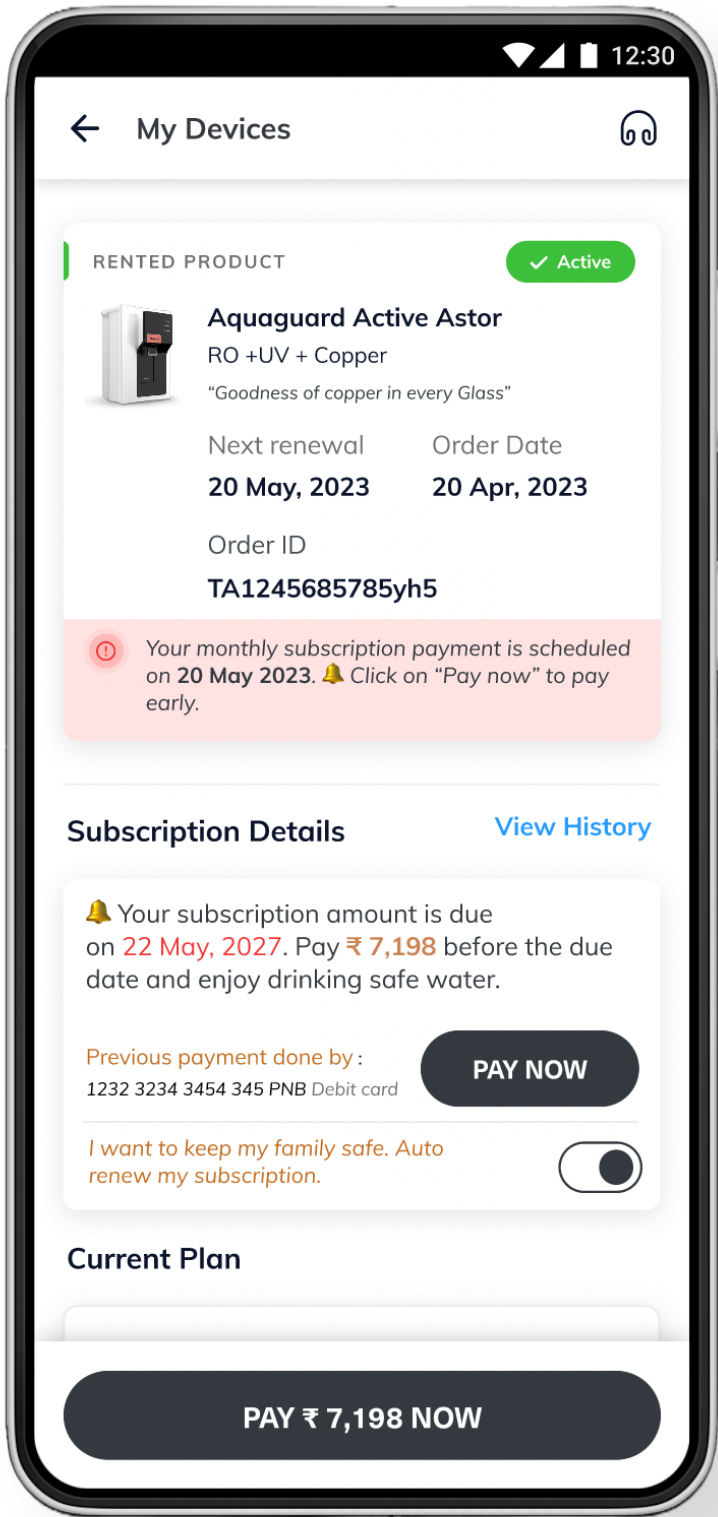 12:30
My Devices
RENTED PRODUCT
Active
Aquaguard Active Astor
RO +UV + Copper
“Goodness of copper in every Glass”
Next renewal Order Date
20 May, 2023 20 Apr, 2023
Order ID
TA1245685785yh5
Your monthly subscription payment is scheduled
on 20 May 2023. 🔔 Click on “Pay now” to pay
early.
Subscription Details
View History
🔔 Your subscription amount is due
on 22 May, 2027. Pay ₹ 7,198 before the due
date and enjoy drinking safe water.
Previous payment done by :
1232 3234 3454 345 PNB Debit card
PAY NOW
I want to keep my family safe. Auto
renew my subscription.
Current Plan
PAY ₹ 7,198 NOW